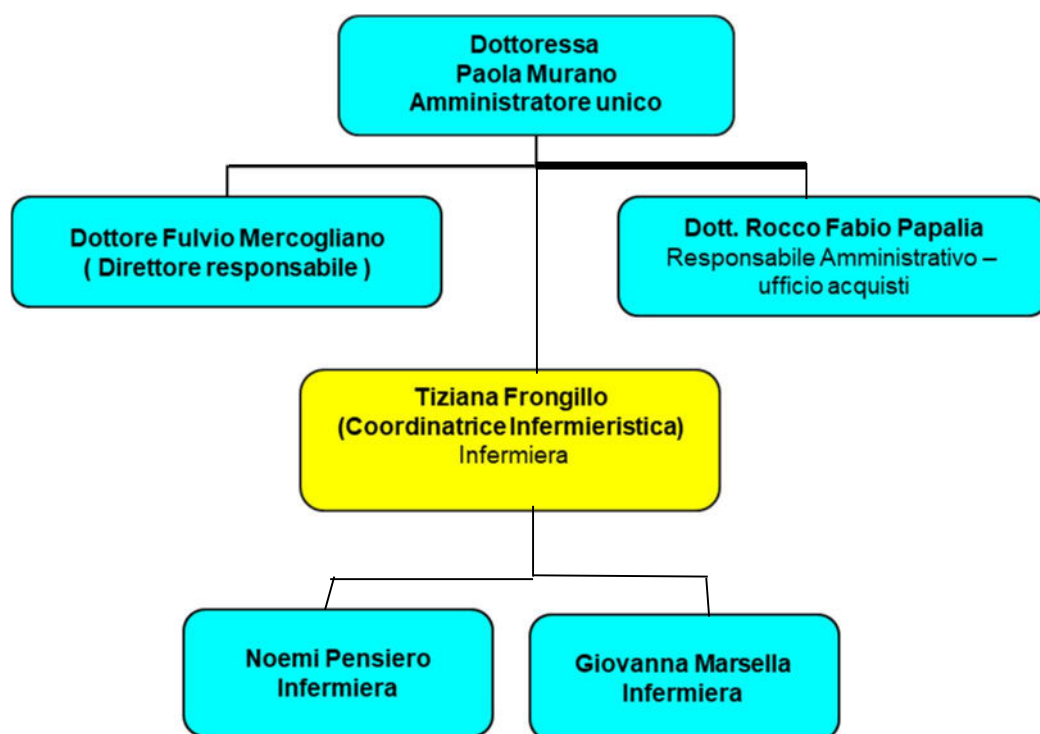 Dottoressa
Paola Murano
Amministratore unico
Dottore Fulvio Mercogliano
( Direttore responsabile )
Dott. Rocco Fabio Papalia
Responsabile Amministrativo –
ufficio acquisti
Tiziana Frongillo
(Coordinatrice Infermieristica)
Infermiera
Noemi Pensiero
Infermiera
Giovanna Marsella
Infermiera